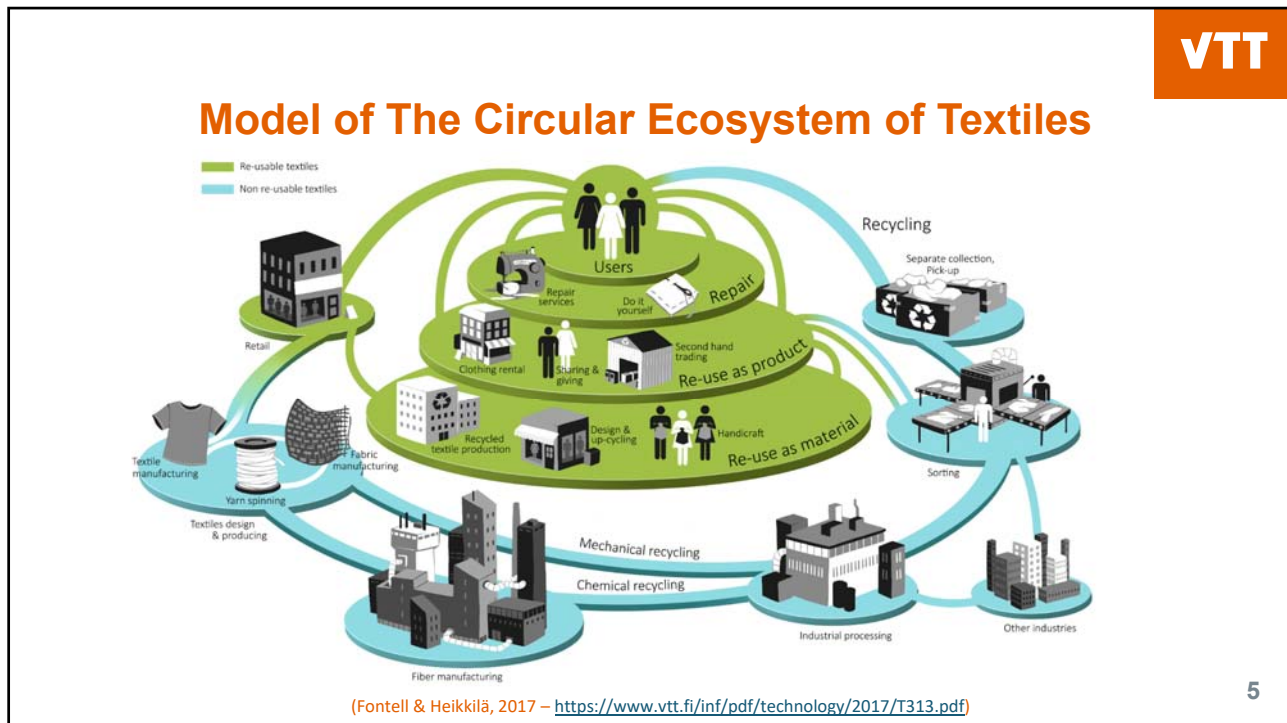 VTT
Model of The Circular Ecosystem of Textiles
Re-usable textiles
Non re-usable textiles
Users
Repair
services
Do it
yourself
Repair
Clothing rental
Sharing &
giving
Second hand
trading
Re-use as product
Recycled
textile production
Design &
up-cycling
Handicraft
Re-use as material
Retail
Recycling
Separate collection,
Pick-up
Sorting
Textile
manufacturing
Fabric
manufacturing
Yarn spinning
Textiles design
& producing
Mechanical recycling
Chemical recycling
Fiber manufacturing
Industrial processing
Other industries
(Fontell & Heikkilä, 2017 – https://www.vtt.fi/inf/pdf/technology/2017/T313.pdf)
5